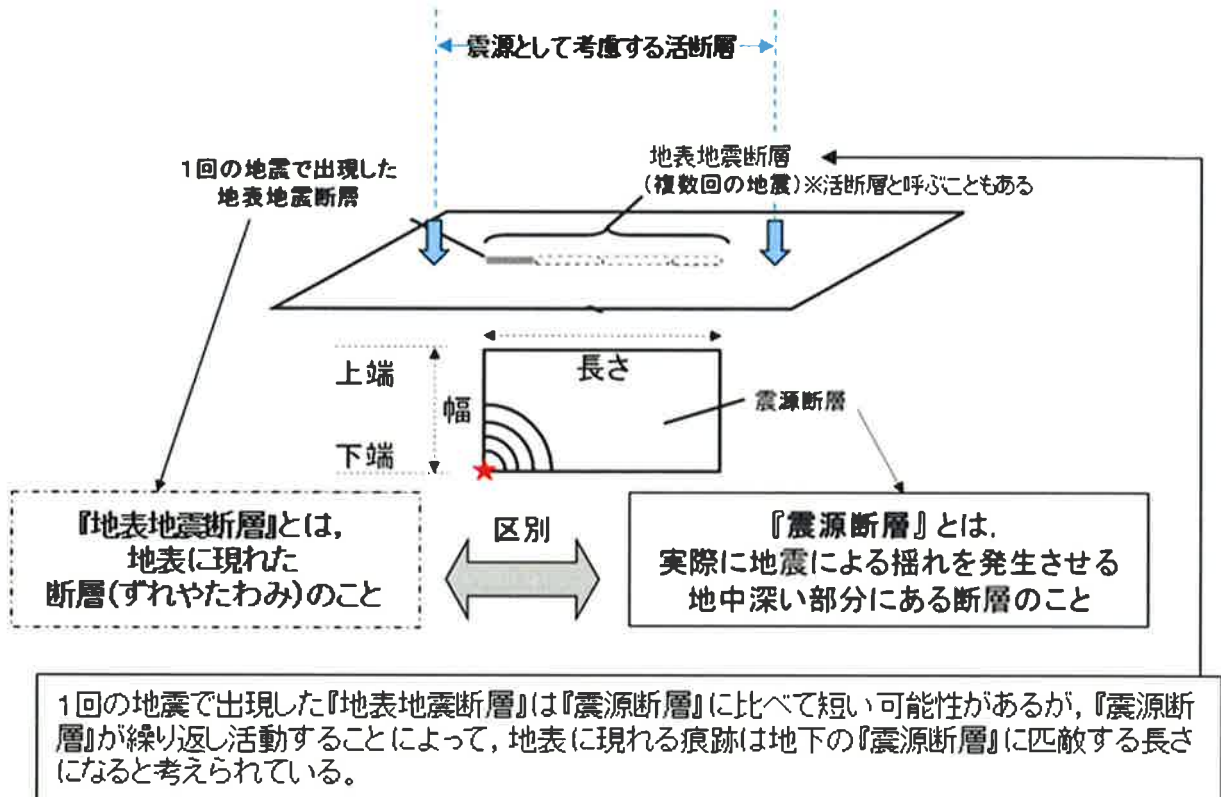 震源として考慮する活断層
1回の地震で出現した
地表地震断層
地表地震断層
(複数回の地震)※活断層と呼ぶこともある
長さ
上端
幅
下端
震源断層
『地表地震断層』とは,
地表に現れた
断層(ずれやたわみ)のこと
区別
『震源断層』とは,
実際に地震による揺れを発生させる
地中深い部分にある断層のこと
1回の地震で出現した『地表地震断層』は『震源断層』に比べて短い可能性があるが,『震源断
層』が繰り返し活動することによって,地表に現れる痕跡は地下の『震源断層』に匹敵する長さ
になると考えられている。